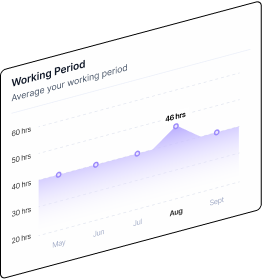 Working Period
Average your working period
60 hrs
50 hrs
40 hrs
30 hrs
20 hrs
46 hrs
May
Jun
Jul
Aug
Sept